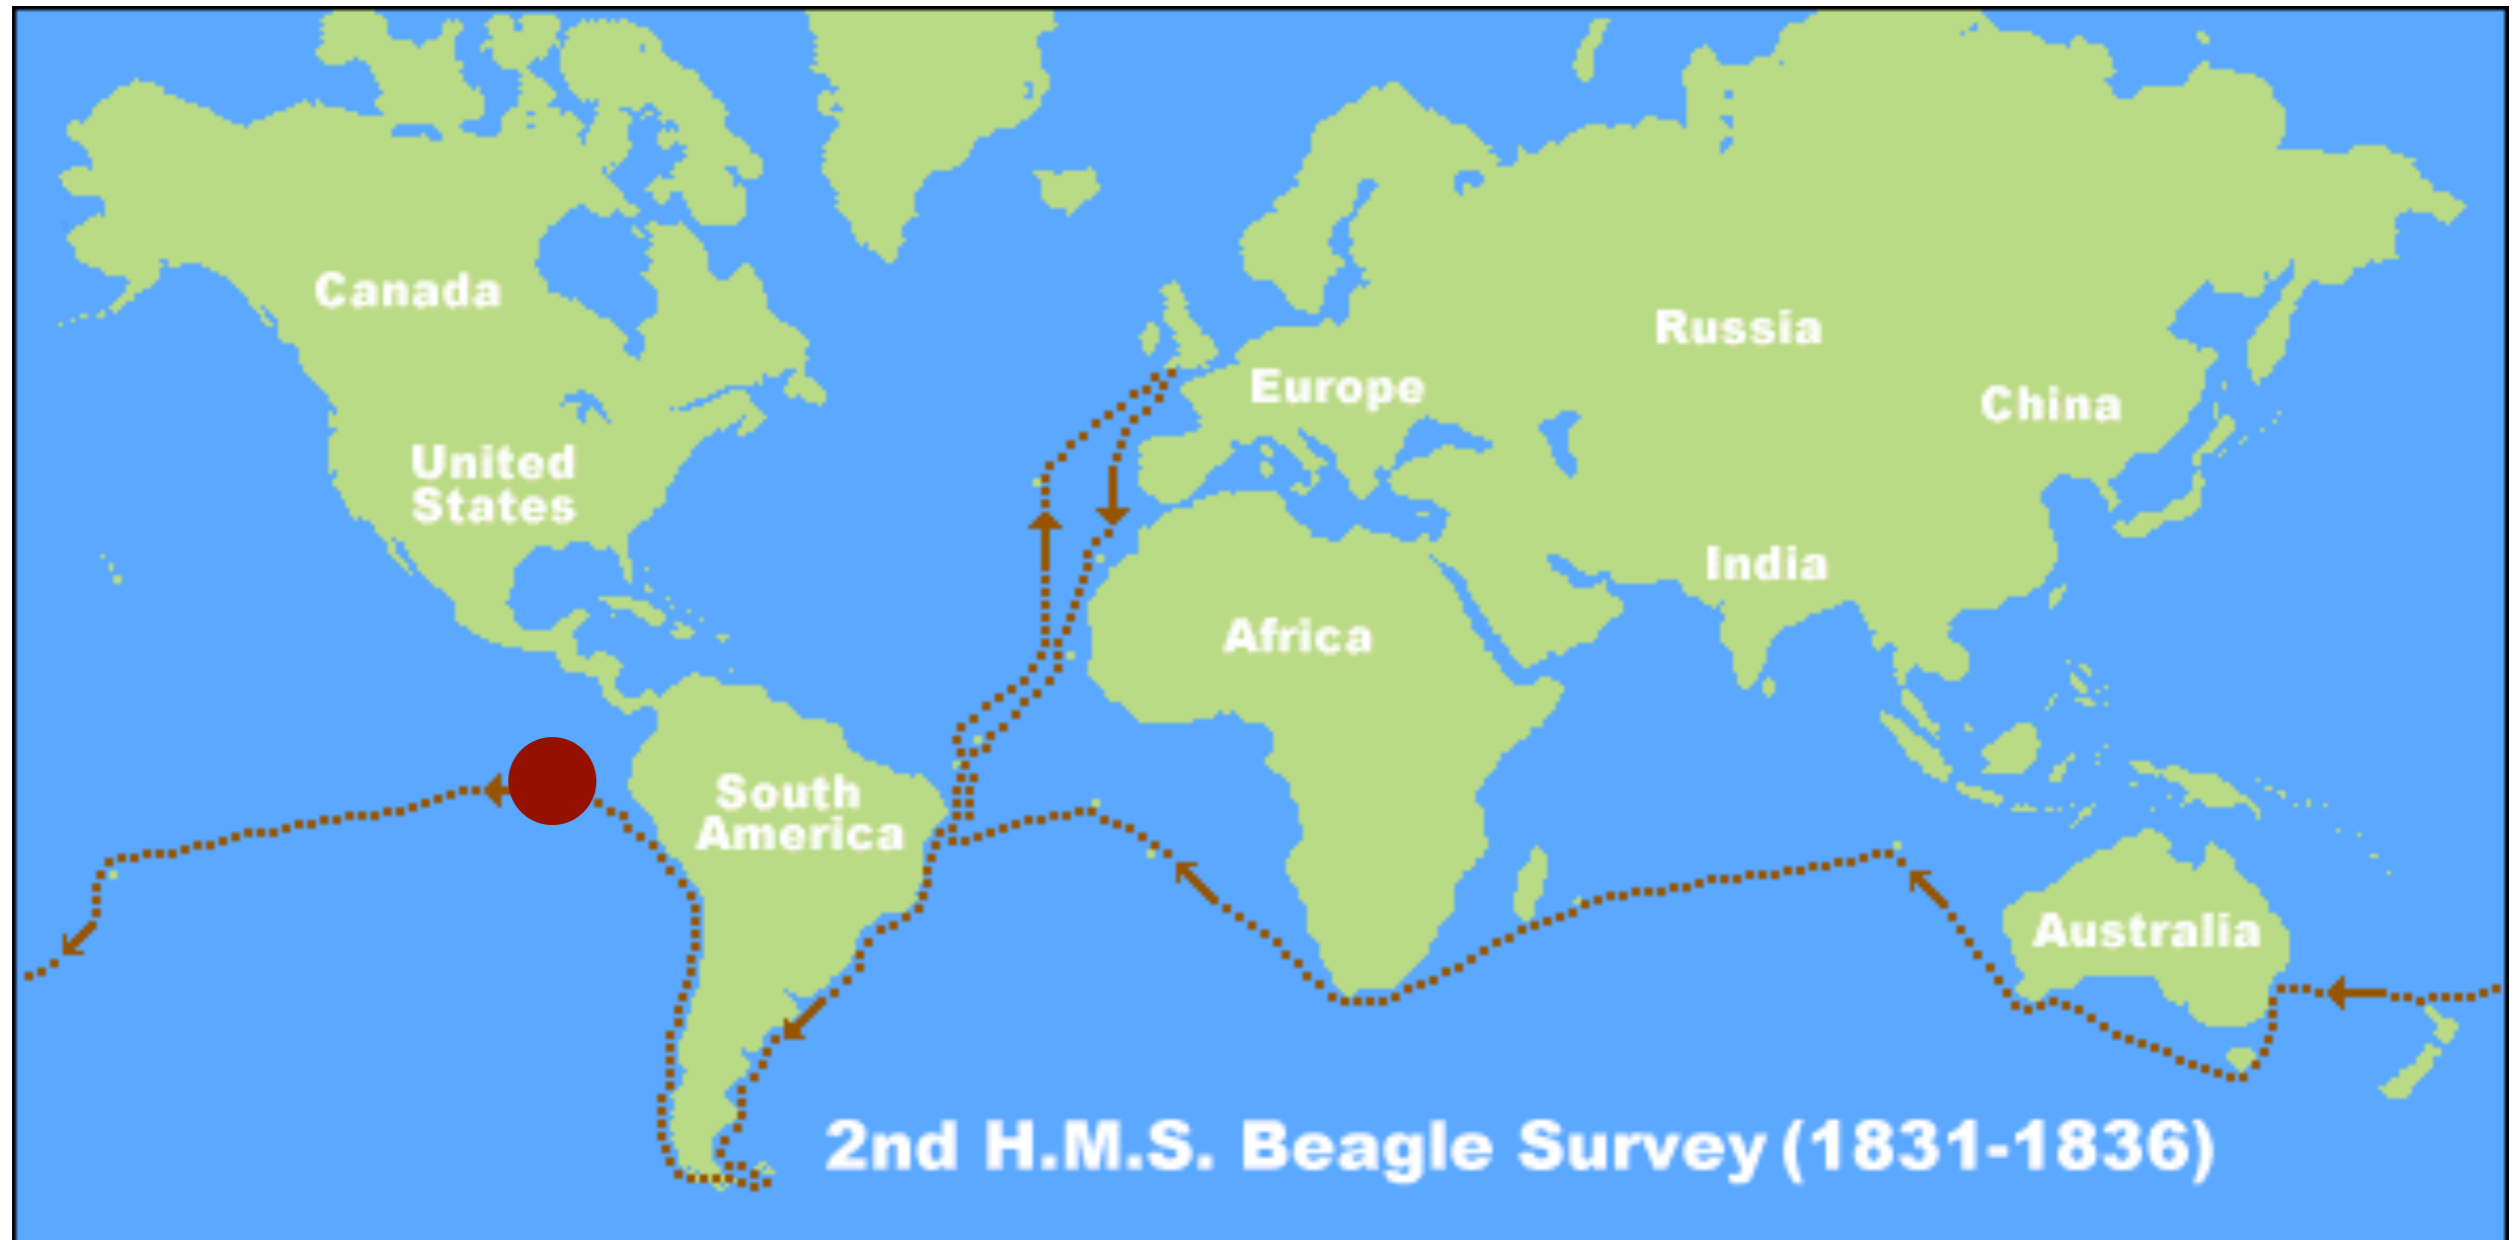 Canada
Russia
Europe
China
United
States
India
Africa
South
America
Australia
2nd H.M.S. Beagle Survey (1831-1836)